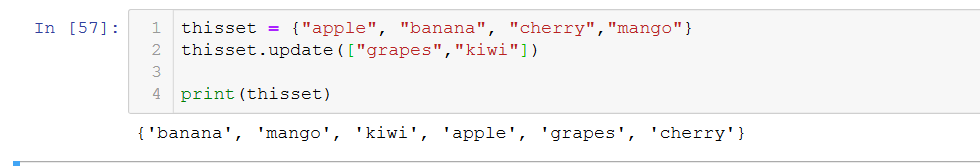 In [57]:
1 thisset = {"apple", "banana", "cherry","mango"}
2 thisset.update(["grapes","kiwi"])
3
4 print(thisset)
{'banana', 'mango', 'kiwi', 'apple', 'grapes', 'cherry'}